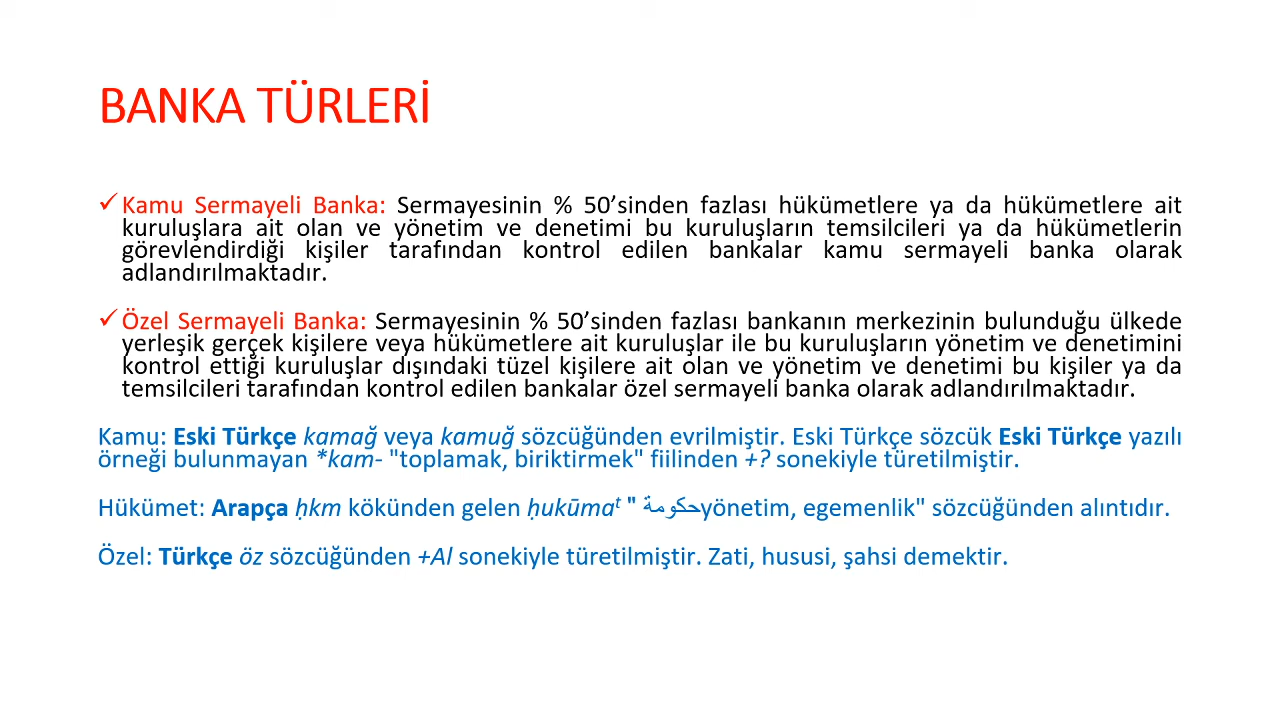 BANKA TÜRLERİ
✓Kamu Sermayeli Banka: Sermayesinin % 50’sinden fazlası hükümetlere ya da hükümetlere ait
kuruluşlara ait olan ve yönetim ve denetimi bu kuruluşların temsilcileri ya da hükümetlerin
görevlendirdiği kişiler tarafından kontrol edilen bankalar kamu sermayeli banka olarak
adlandırılmaktadır.
✓Özel Sermayeli Banka: Sermayesinin % 50’sinden fazlası bankanın merkezinin bulunduğu ülkede
yerleşik gerçek kişilere veya hükümetlere ait kuruluşlar ile bu kuruluşların yönetim ve denetimini
kontrol ettiği kuruluşlar dışındaki tüzel kişilere ait olan ve yönetim ve denetimi bu kişiler ya da
temsilcileri tarafından kontrol edilen bankalar özel sermayeli banka olarak adlandırılmaktadır.
Kamu: Eski Türkçe kamağ veya kamuğ sözcüğünden evrilmiştir. Eski Türkçe sözcük Eski Türkçe yazılı
örneği bulunmayan *kam- "toplamak, biriktirmek" fiilinden +? sonekiyle türetilmiştir.
Hükümet: Arapça ḥkm kökünden gelen ḥukūmaᵗ حكومة "yönetim, egemenlik" sözcüğünden alıntıdır.
Özel: Türkçe öz sözcüğünden +Al sonekiyle türetilmiştir. Zati, hususi, şahsi demektir.